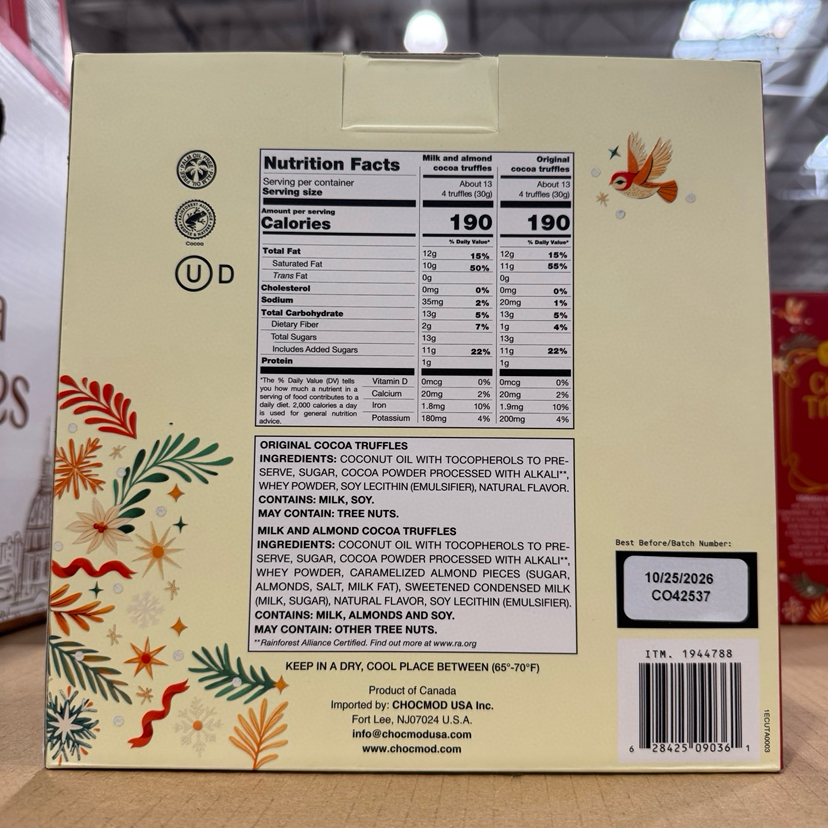 PALM OIL FREE
RAINFOREST ALLIANCE
PEOPLE & NATURE
Cocoa
U D
Nutrition Facts
Milk and almond
cocoa truffles
Original
cocoa truffles
Serving per container About 13 About 13
Serving size 4 truffles (30g) 4 truffles (30g)
Amount per serving
Calories 190 190
% Daily Value* % Daily Value*
Total Fat 12g 15% 12g 15%
Saturated Fat 10g 50% 11g 55%
Trans Fat 0g 0g
Cholesterol 0mg 0% 0mg 0%
Sodium 35mg 2% 20mg 1%
Total Carbohydrate 13g 5% 13g 5%
Dietary Fiber 2g 7% 1g 4%
Total Sugars 13g 13g
Includes Added Sugars 11g 22% 11g 22%
Protein 1g 1g
Vitamin D 0mcg 0% 0mcg 0%
Calcium 20mg 2% 20mg 2%
Iron 1.8mg 10% 1.9mg 10%
Potassium 180mg 4% 200mg 4%
*The % Daily Value (DV) tells
you how much a nutrient in a
serving of food contributes to a
daily diet. 2,000 calories a day
is used for general nutrition
advice.
ORIGINAL COCOA TRUFFLES
INGREDIENTS: COCONUT OIL WITH TOCOPHEROLS TO PRE-
SERVE, SUGAR, COCOA POWDER PROCESSED WITH ALKALI**,
WHEY POWDER, SOY LECITHIN (EMULSIFIER), NATURAL FLAVOR.
CONTAINS: MILK, SOY.
MAY CONTAIN: TREE NUTS.
MILK AND ALMOND COCOA TRUFFLES
INGREDIENTS: COCONUT OIL WITH TOCOPHEROLS TO PRE-
SERVE, SUGAR, COCOA POWDER PROCESSED WITH ALKALI**,
WHEY POWDER, CARAMELIZED ALMOND PIECES (SUGAR,
ALMONDS, SALT, MILK FAT), SWEETENED CONDENSED MILK
(MILK, SUGAR), NATURAL FLAVOR, SOY LECITHIN (EMULSIFIER).
CONTAINS: MILK, ALMONDS AND SOY.
MAY CONTAIN: OTHER TREE NUTS.
**Rainforest Alliance Certified. Find out more at www.ra.org
KEEP IN A DRY, COOL PLACE BETWEEN (65°-70°F)
Product of Canada
Imported by: CHOCMOD USA Inc.
Fort Lee, NJ07024 U.S.A.
info@chocmodusa.com
www.chocmod.com
Best Before/Batch Number:
10/25/2026
CO42537
ITM. 1944788
6 28425 09036 1
1ECUTA0003